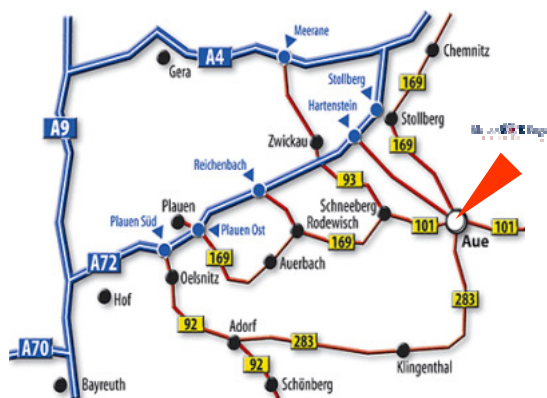 Meerane
Chemnitz
A4
Gera
Stollberg
169
A9
Hartenstein
Stollberg
Zwickau
169
Reichenbach
93
Plauen
Schneeberg
101
101
Plauen Süd
Rodewisch
Plauen Ost
169
Aue
169
A72
Auerbach
Oelsnitz
Hof
283
92
Adorf
283
A70
92
Klingenthal
Bayreuth
Schönberg